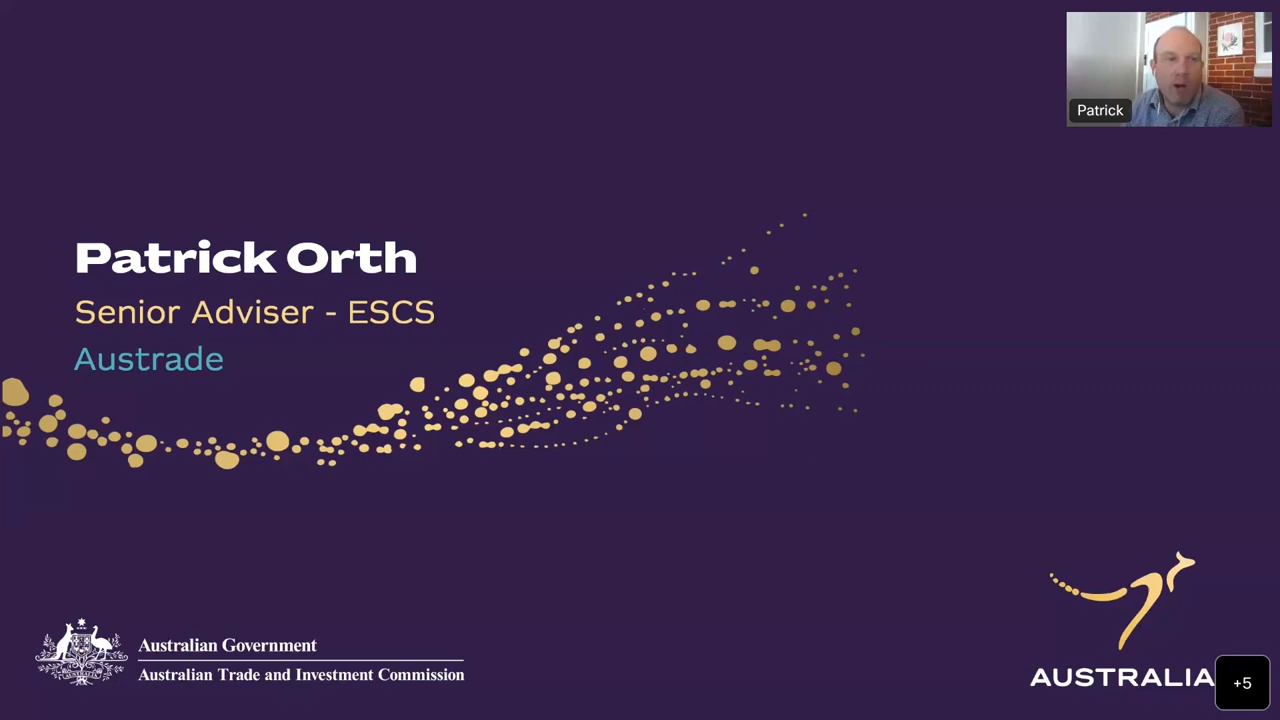 Patrick
Patrick Orth
Senior Adviser - ESCS
Austrade
Australian Government
Australian Trade and Investment Commission
AUSTRALIA
+5